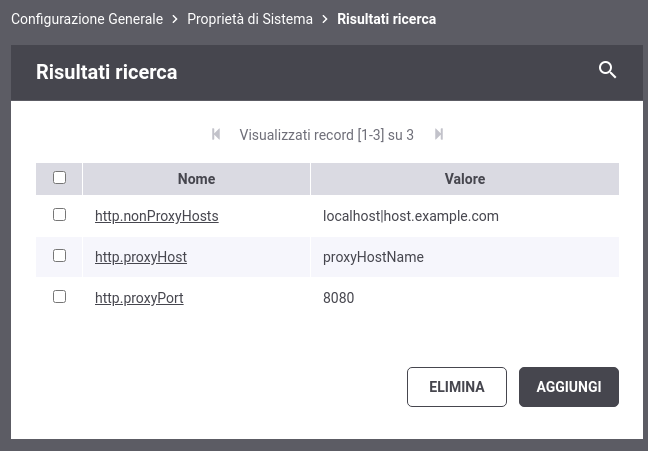 Configurazione Generale > Proprietà di Sistema > Risultati ricerca
Risultati ricerca
Visualizzati record [1-3] su 3
Nome Valore
http.nonProxyHosts localhost|host.example.com
http.proxyHost proxyHostName
http.proxyPort 8080
ELIMINA AGGIUNGI